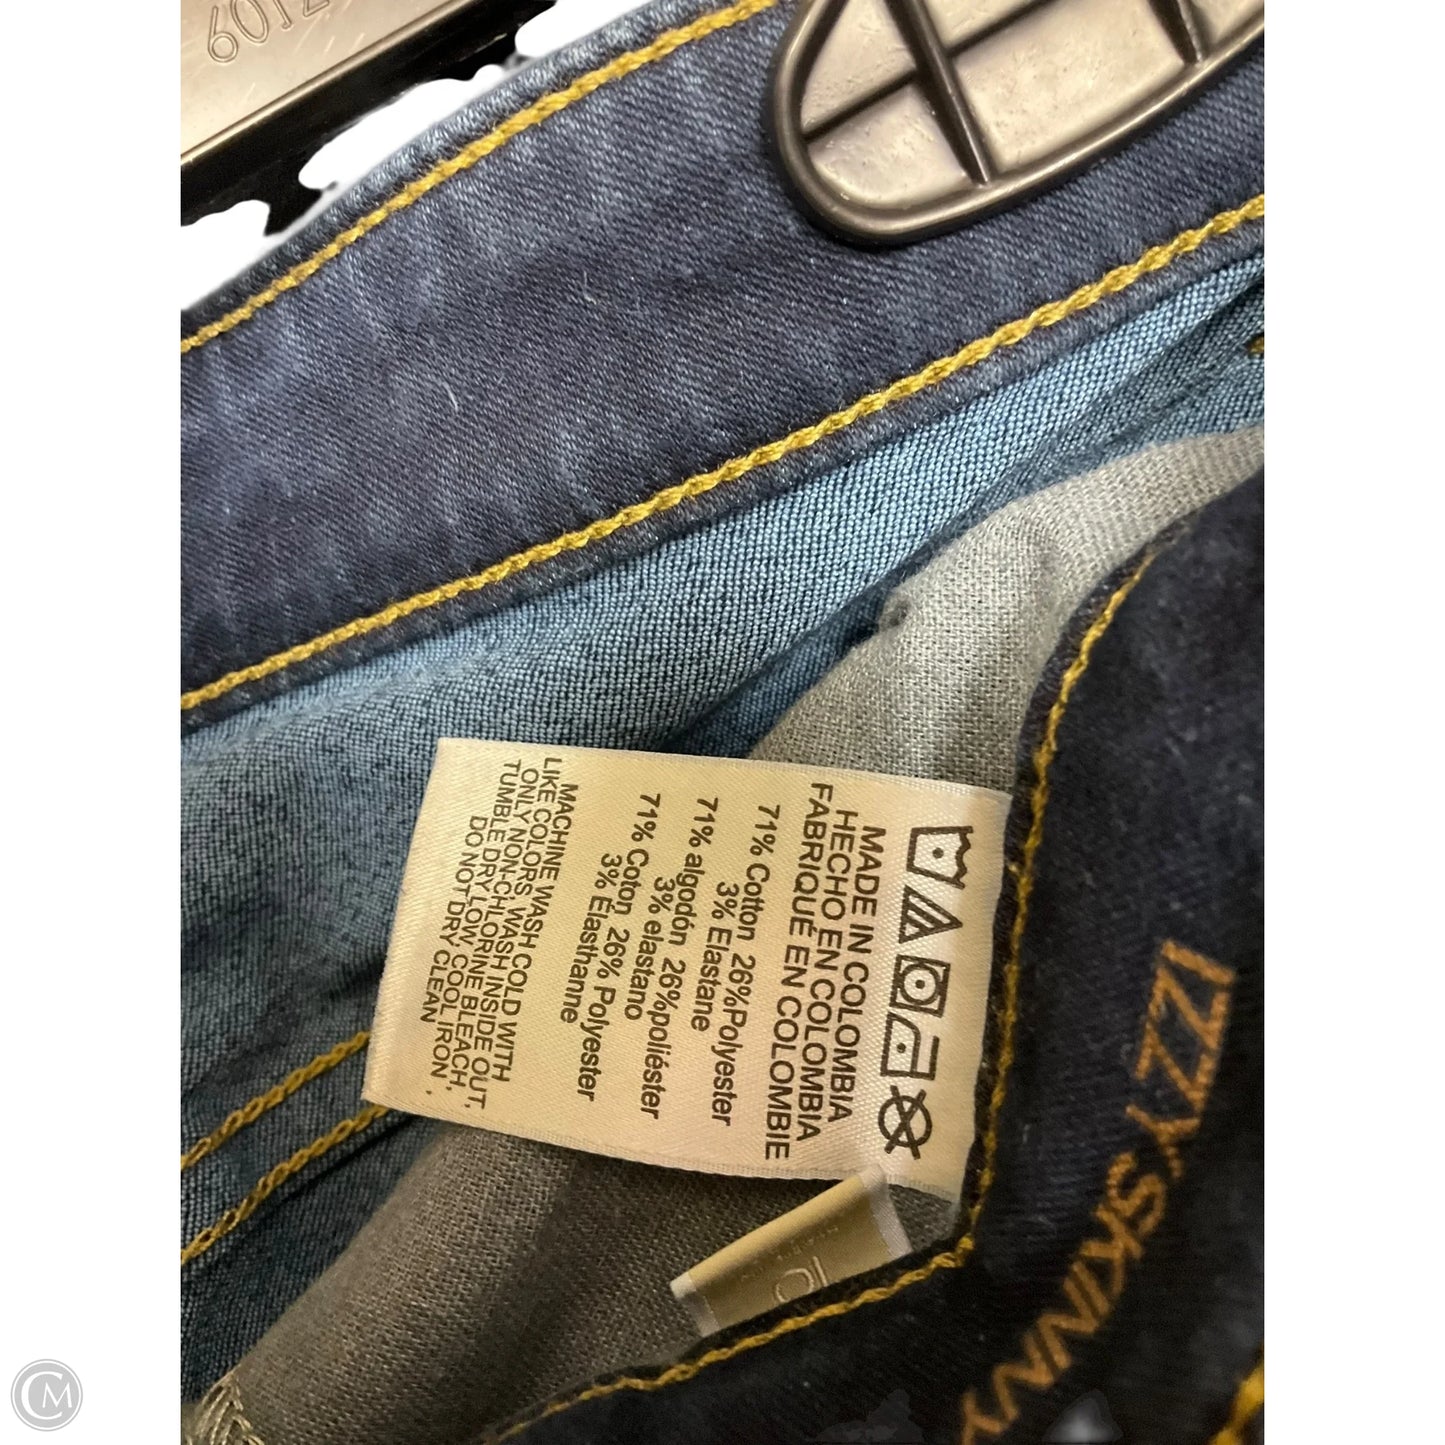 MADE IN COLOMBIA
HECHO EN COLOMBIA
FABRIQUÉ EN COLOMBIE
71% Cotton 26%Polyester
3% Elastane
71% algodón 26%poliéster
3% elastano
71% Coton 26% Polyester
3% Élasthanne
MACHINE WASH COLD WITH
LIKE COLORS, WASH INSIDE OUT,
ONLY NON-CHLORINE BLEACH,
TUMBLE DRY LOW, COOL IRON,
DO NOT DRY CLEAN
IZZY SKINNY
CM